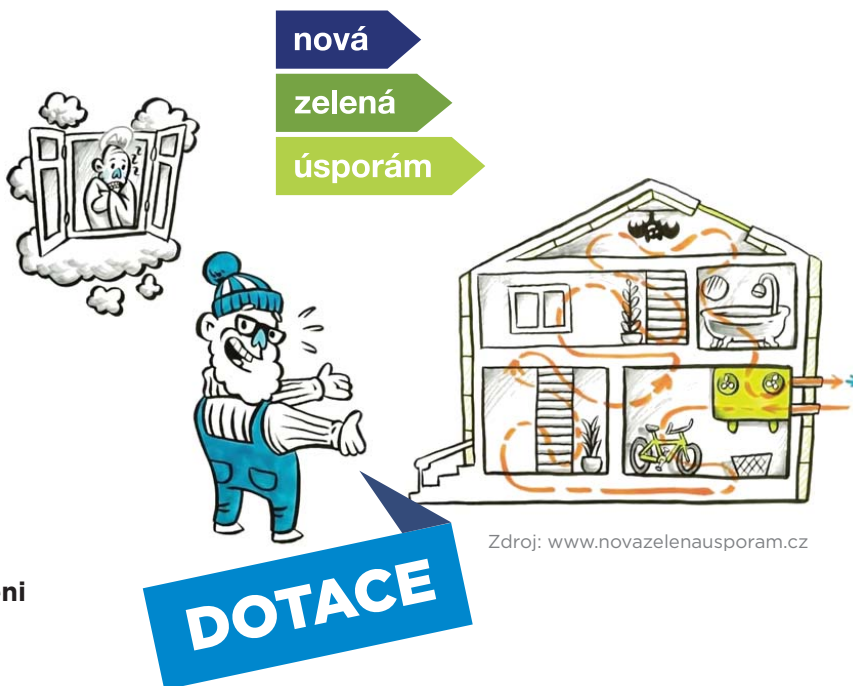 nová
zelená
úsporám
z
z
z
Zdroj: www.novazelenausporam.cz
ni
DOTACE